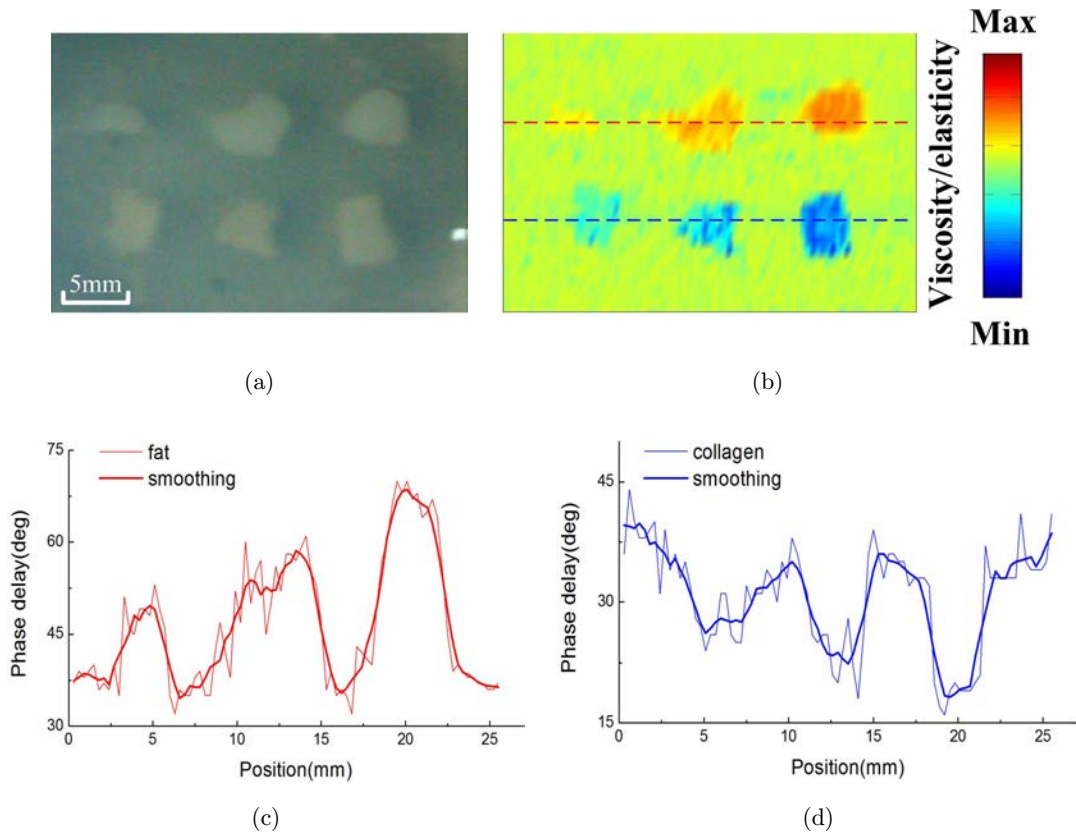 5mm
Max
Viscosity/elasticity
Min
(a)
(b)
75
60
45
30
fat
smoothing
Phase delay(deg)
0
5
10
15
20
25
Position(mm)
45
30
15
collagen
smoothing
Phase delay(deg)
0
5
10
15
20
25
Position(mm)
(c)
(d)